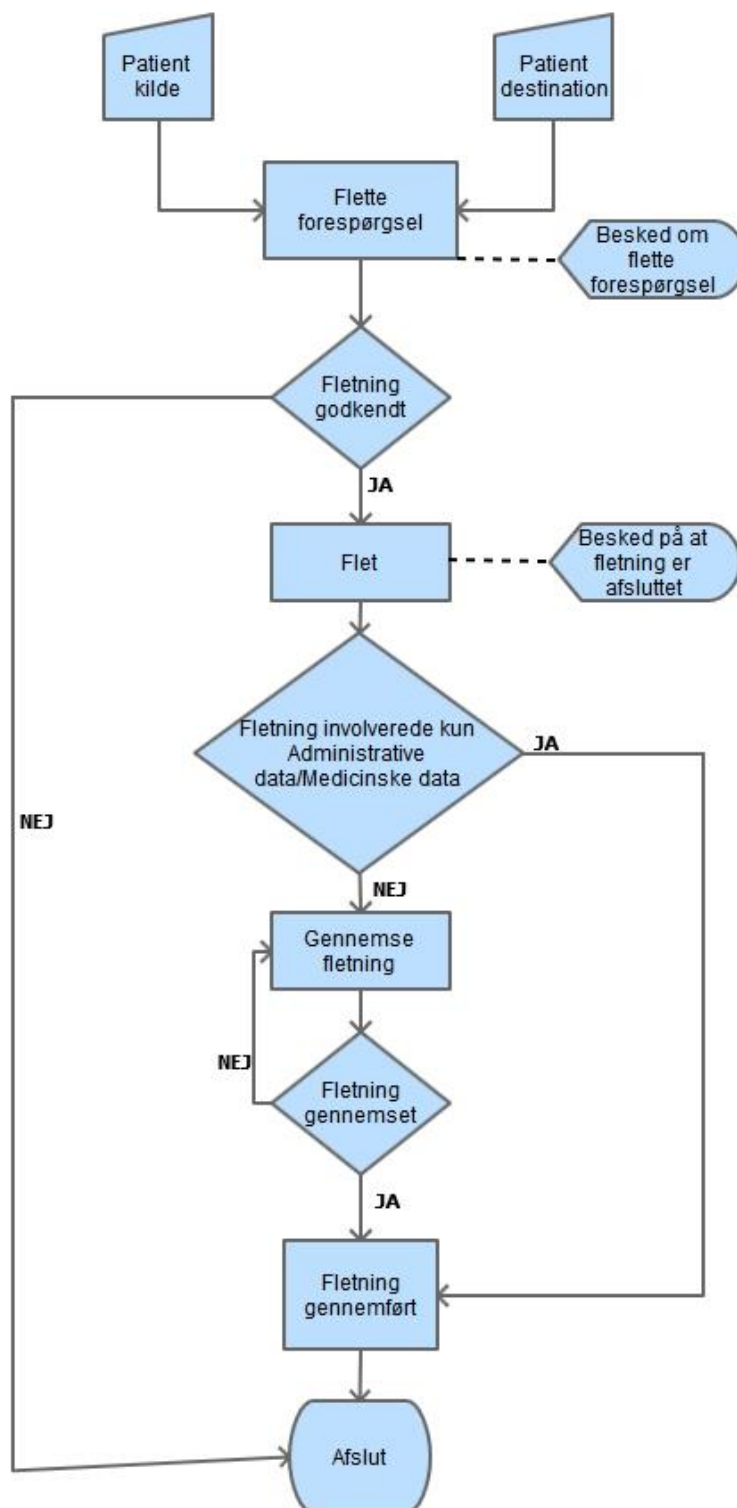 Patient
kilde
Patient
destination
Flette
forespørgsel
Besked om
flette
forespørgsel
Fletning
godkendt
JA
Flet
Besked på at
fletning er
afsluttet
Fletning involverede kun
Administrative
data/Medicinske data
JA
NEJ
NEJ
Gennemse
fletning
NEJ
Fletning
gennemset
JA
Fletning
gennemført
Afslut